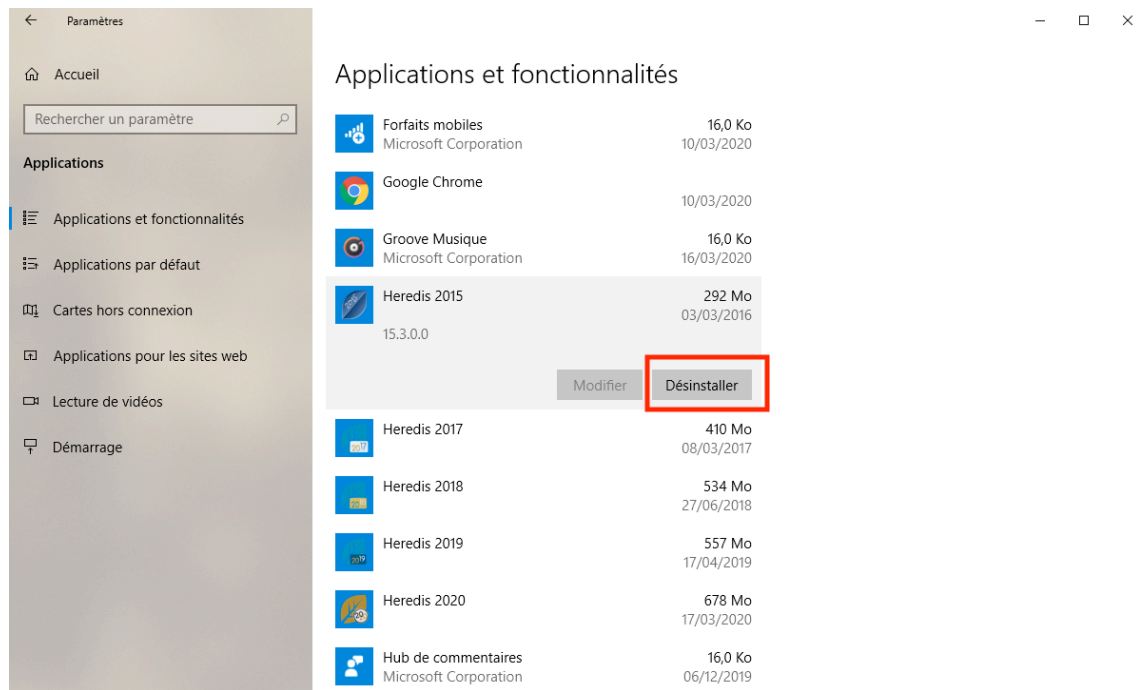 Paramètres
Accueil
Rechercher un paramètre
Applications
Applications et fonctionnalités
Applications par défaut
Cartes hors connexion
Applications pour les sites web
Lecture de vidéos
Démarrage
Applications et fonctionnalités
Forfaits mobiles 16,0 Ko
Microsoft Corporation 10/03/2020
Google Chrome
10/03/2020
Groove Musique 16,0 Ko
Microsoft Corporation 16/03/2020
Heredis 2015 292 Mo
03/03/2016
15.3.0.0
Modifier Désinstaller
Heredis 2017 410 Mo
08/03/2017
Heredis 2018 534 Mo
27/06/2018
Heredis 2019 557 Mo
17/04/2019
Heredis 2020 678 Mo
17/03/2020
Hub de commentaires 16,0 Ko
Microsoft Corporation 06/12/2019